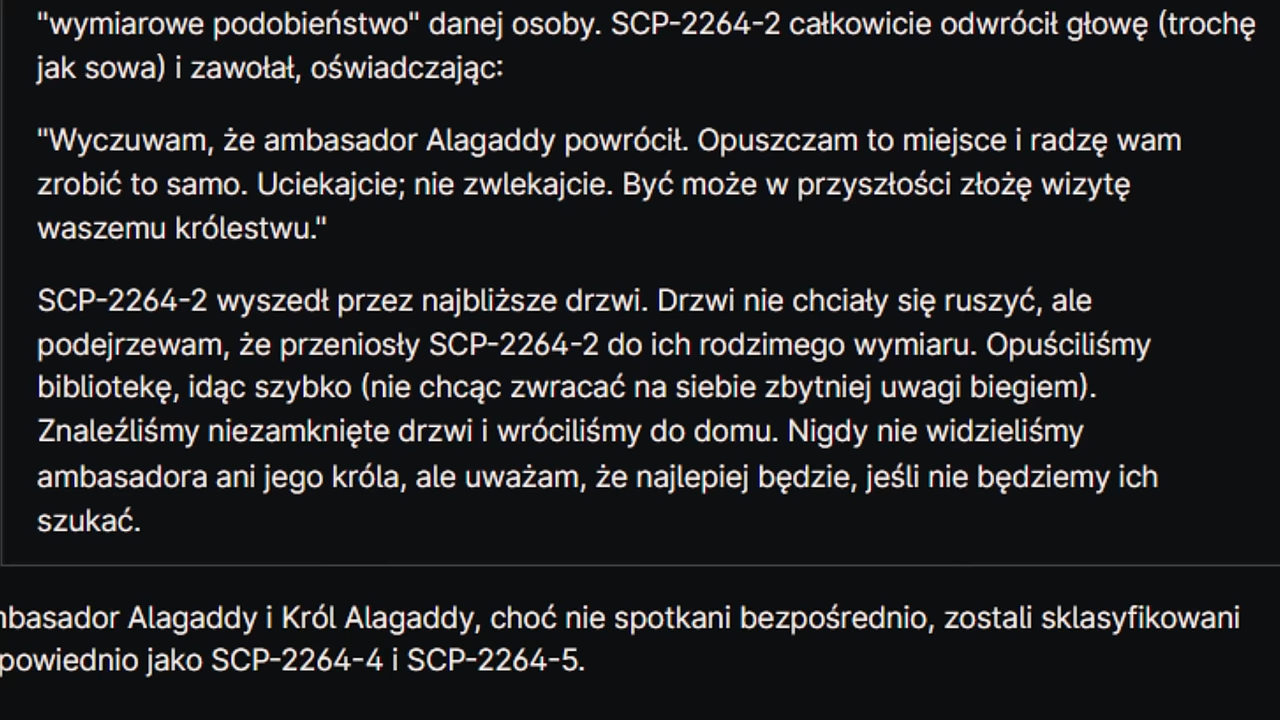 "wymiarowe podobieństwo" danej osoby. SCP-2264-2 całkowicie odwrócił głowę (trochę
jak sowa) i zawołał, oświadczając:
"Wyczuwam, że ambasador Alagaddy powrócił. Opuszczam to miejsce i radzę wam
zrobić to samo. Uciekajcie; nie zwlekajcie. Być może w przyszłości złożę wizytę
waszemu królestwu."
SCP-2264-2 wyszedł przez najbliższe drzwi. Drzwi nie chciały się ruszyć, ale
podejrzewam, że przeniosły SCP-2264-2 do ich rodzimego wymiaru. Opuściliśmy
bibliotekę, idąc szybko (nie chcąc zwracać na siebie zbytniej uwagi biegiem).
Znaleźliśmy niezamknięte drzwi i wróciliśmy do domu. Nigdy nie widzieliśmy
ambasadora ani jego króla, ale uważam, że najlepiej będzie, jeśli nie będziemy ich
szukać.
mbasador Alagaddy i Król Alagaddy, choć nie spotkani bezpośrednio, zostali sklasyfikowani
powiednio jako SCP-2264-4 i SCP-2264-5.